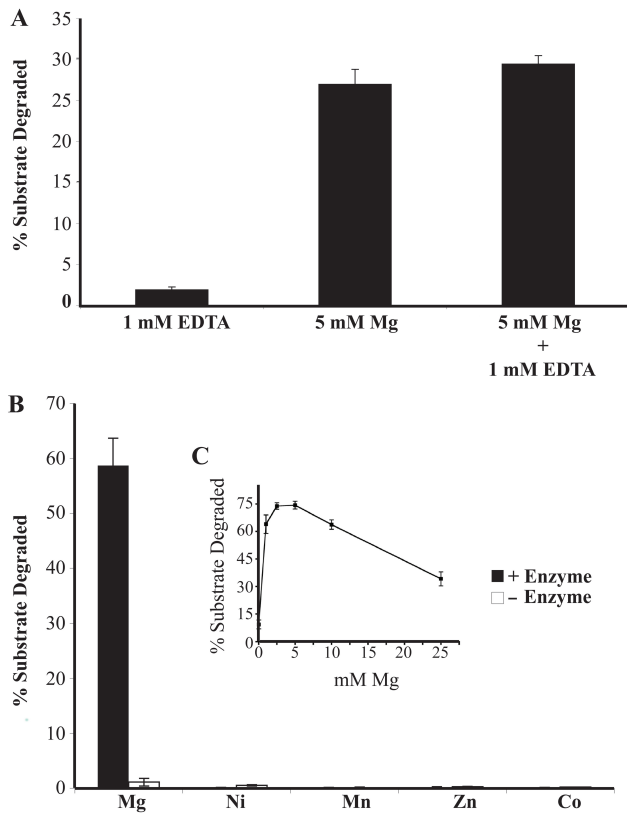 A
% Substrate Degraded
35
30
25
20
15
10
5
0
1 mM EDTA
5 mM Mg
5 mM Mg
+
1 mM EDTA
B
% Substrate Degraded
70
60
50
40
30
20
10
0
Mg
Ni
Mn
Zn
Co
C
% Substrate Degraded
75
60
45
30
15
0
0
5
10
15
20
25
mM Mg
+ Enzyme
– Enzyme